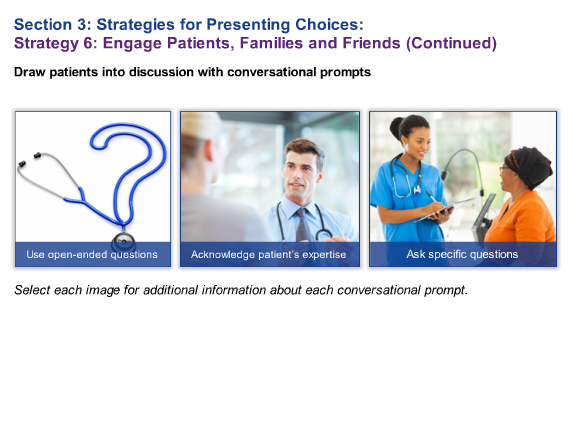 Section 3: Strategies for Presenting Choices:
Strategy 6: Engage Patients, Families and Friends (Continued)
Draw patients into discussion with conversational prompts
Use open-ended questions
Acknowledge patient's expertise
Ask specific questions
Select each image for additional information about each conversational prompt.